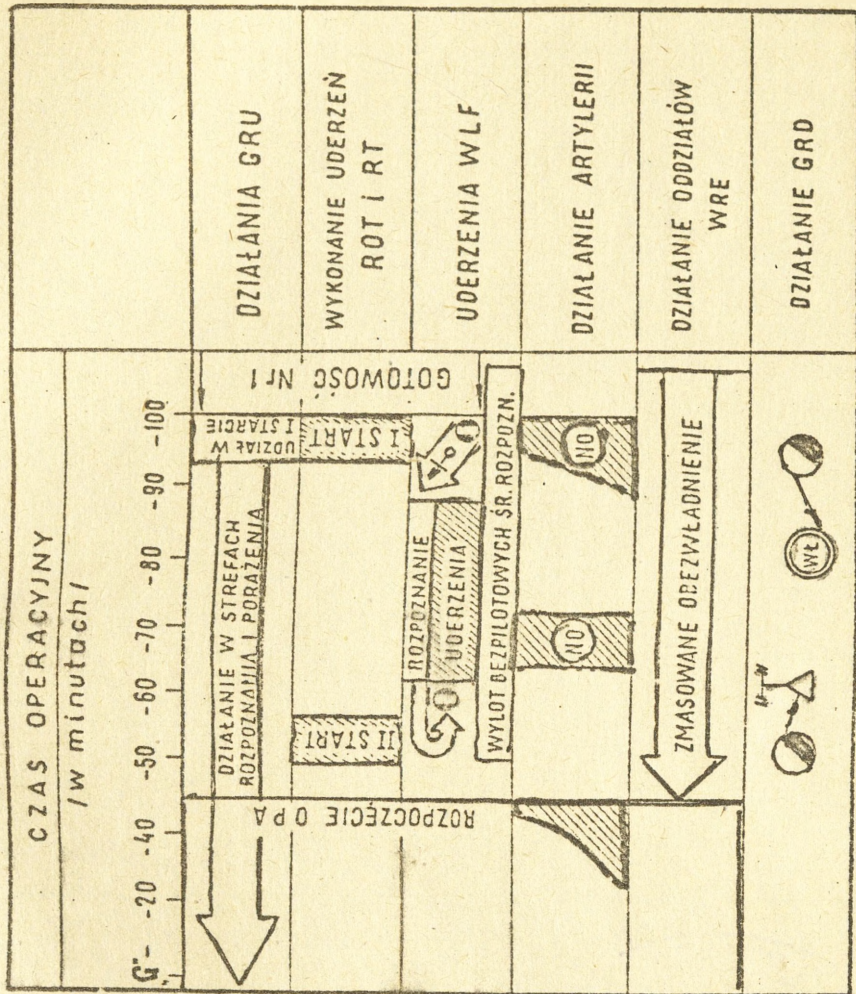 CZAS OPERACYJNY
/w minutach/
"G" -20 -40 -50 -60 -70 -80 -90 -100
DZIAŁANIA GRU
DZIAŁANIE W STREFACH
ROZPOZNANIA I PORAŻENIA
UDZIAŁ W
I STARCIE
GOTOWOŚĆ Nr 1
WYKONANIE UDERZEŃ
ROT i RT
II START
I START
UDERZENIA WLF
ROZPOZNANIE
UDERZENIA
WYLOT BEZPILOTOWYCH ŚR. ROZPOZN.
ROZPOCZĘCIE OPA
DZIAŁANIE ARTYLERII
NO
NO
DZIAŁANIE ODDZIAŁÓW
WRE
ZMASOWANE OBEZWŁADNIENIE
DZIAŁANIE GRD
WŁ